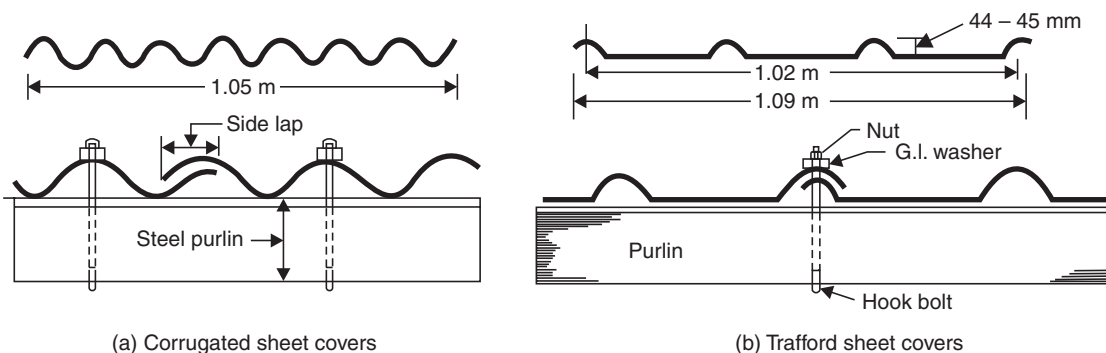 1.05 m
Side lap
Steel purlin
(a) Corrugated sheet covers
44 – 45 mm
1.02 m
1.09 m
Nut
G.I. washer
Purlin
Hook bolt
(b) Trafford sheet covers